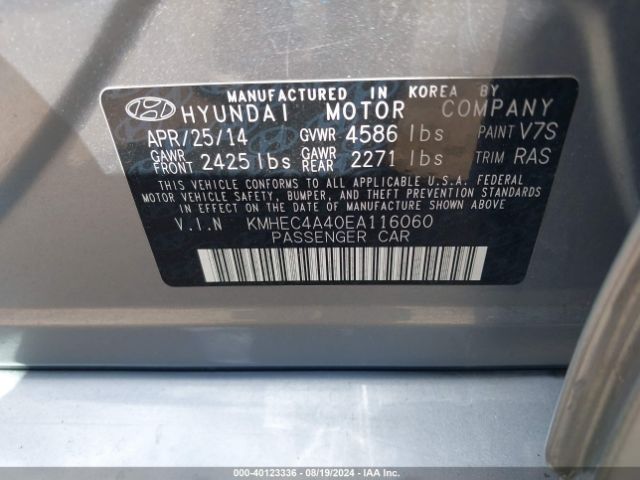 MANUFACTURED IN KOREA BY
HYUNDAI MOTOR COMPANY
APR/25/14 GVWR 4586 lbs PAINT V7S
GAWR FRONT 2425 lbs GAWR REAR 2271 lbs TRIM RAS
THIS VEHICLE CONFORMS TO ALL APPLICABLE U.S.A. FEDERAL
MOTOR VEHICLE SAFETY, BUMPER, AND THEFT PREVENTION STANDARDS
IN EFFECT ON THE DATE OF MANUFACTURE SHOWN ABOVE
V.I.N KMHEC4A40EA116060
PASSENGER CAR
000-40123336 - 08/19/2024 - IAA Inc.